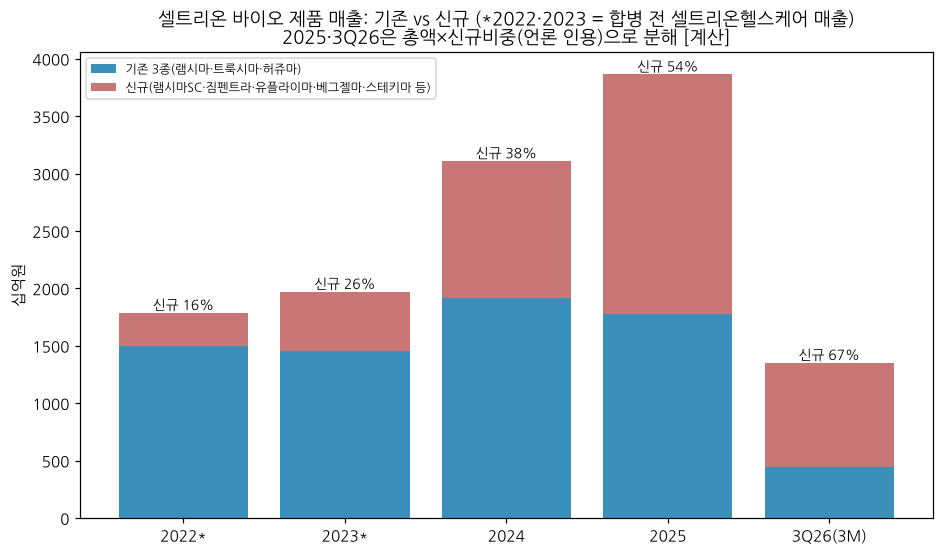 셀트리온 바이오 제품 매출: 기존 vs 신규 (*2022·2023 = 합병 전 셀트리온헬스케어 매출)
2025·3Q26은 총액×신규비중(언론 인용)으로 분해 [계산]
기존 3종(램시마·트룩시마·허쥬마)
신규(램시마SC·짐펜트라·유플라이마·베그젤마·스테키마 등)
십억원
4000
3500
3000
2500
2000
1500
1000
500
0
신규 16%
신규 26%
신규 38%
신규 54%
신규 67%
2022*
2023*
2024
2025
3Q26(3M)